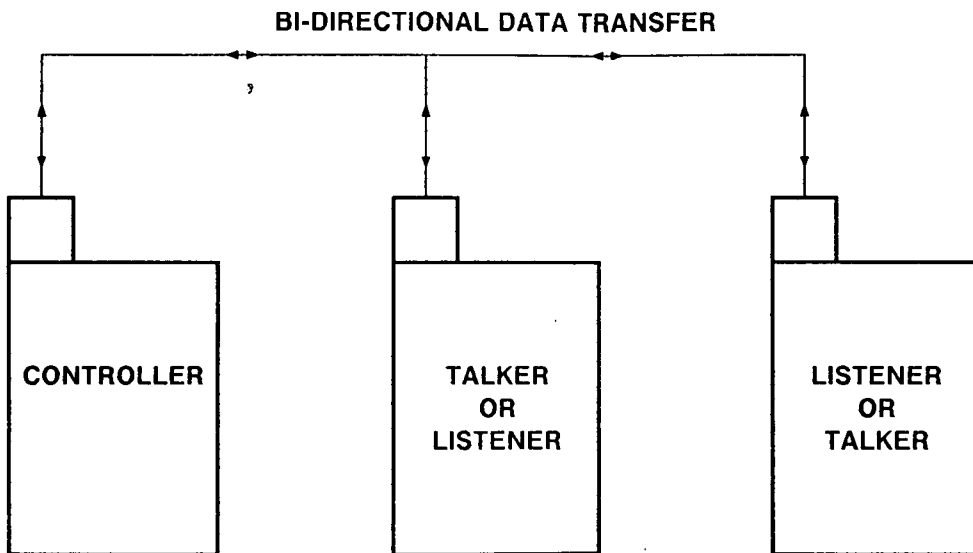 BI-DIRECTIONAL DATA TRANSFER
CONTROLLER
TALKER
OR
LISTENER
LISTENER
OR
TALKER